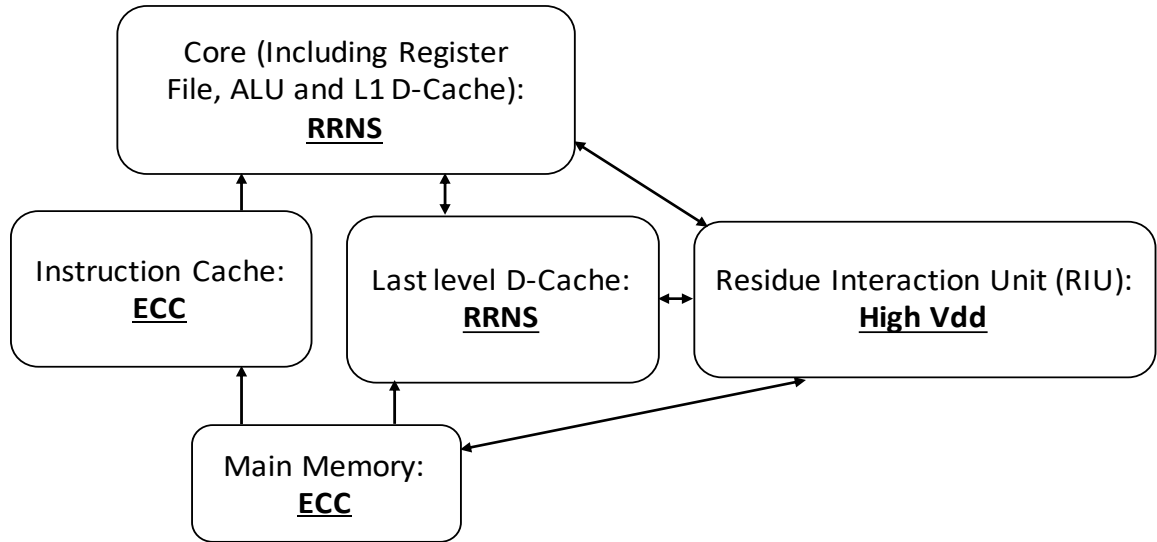 Core (Including Register
File, ALU and L1 D-Cache):
RRNS
Instruction Cache:
ECC
Last level D-Cache:
RRNS
Residue Interaction Unit (RIU):
High Vdd
Main Memory:
ECC